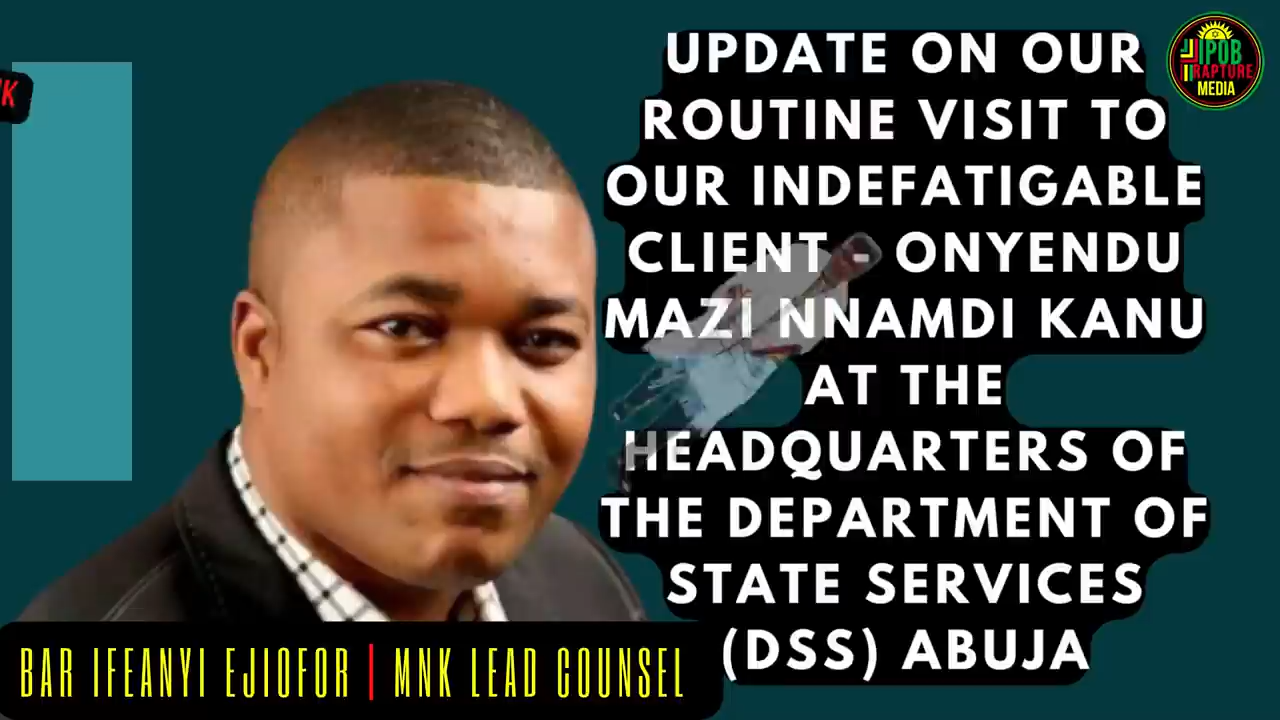 UPDATE ON OUR
ROUTINE VISIT TO
OUR INDEFATIGABLE
CLIENT - ONYENDU
MAZI NNAMDI KANU
AT THE
HEADQUARTERS OF
THE DEPARTMENT OF
STATE SERVICES
(DSS) ABUJA
IPOB
RAPTURE
MEDIA
BAR IFEANYI EJIOFOR | MNK LEAD COUNSEL